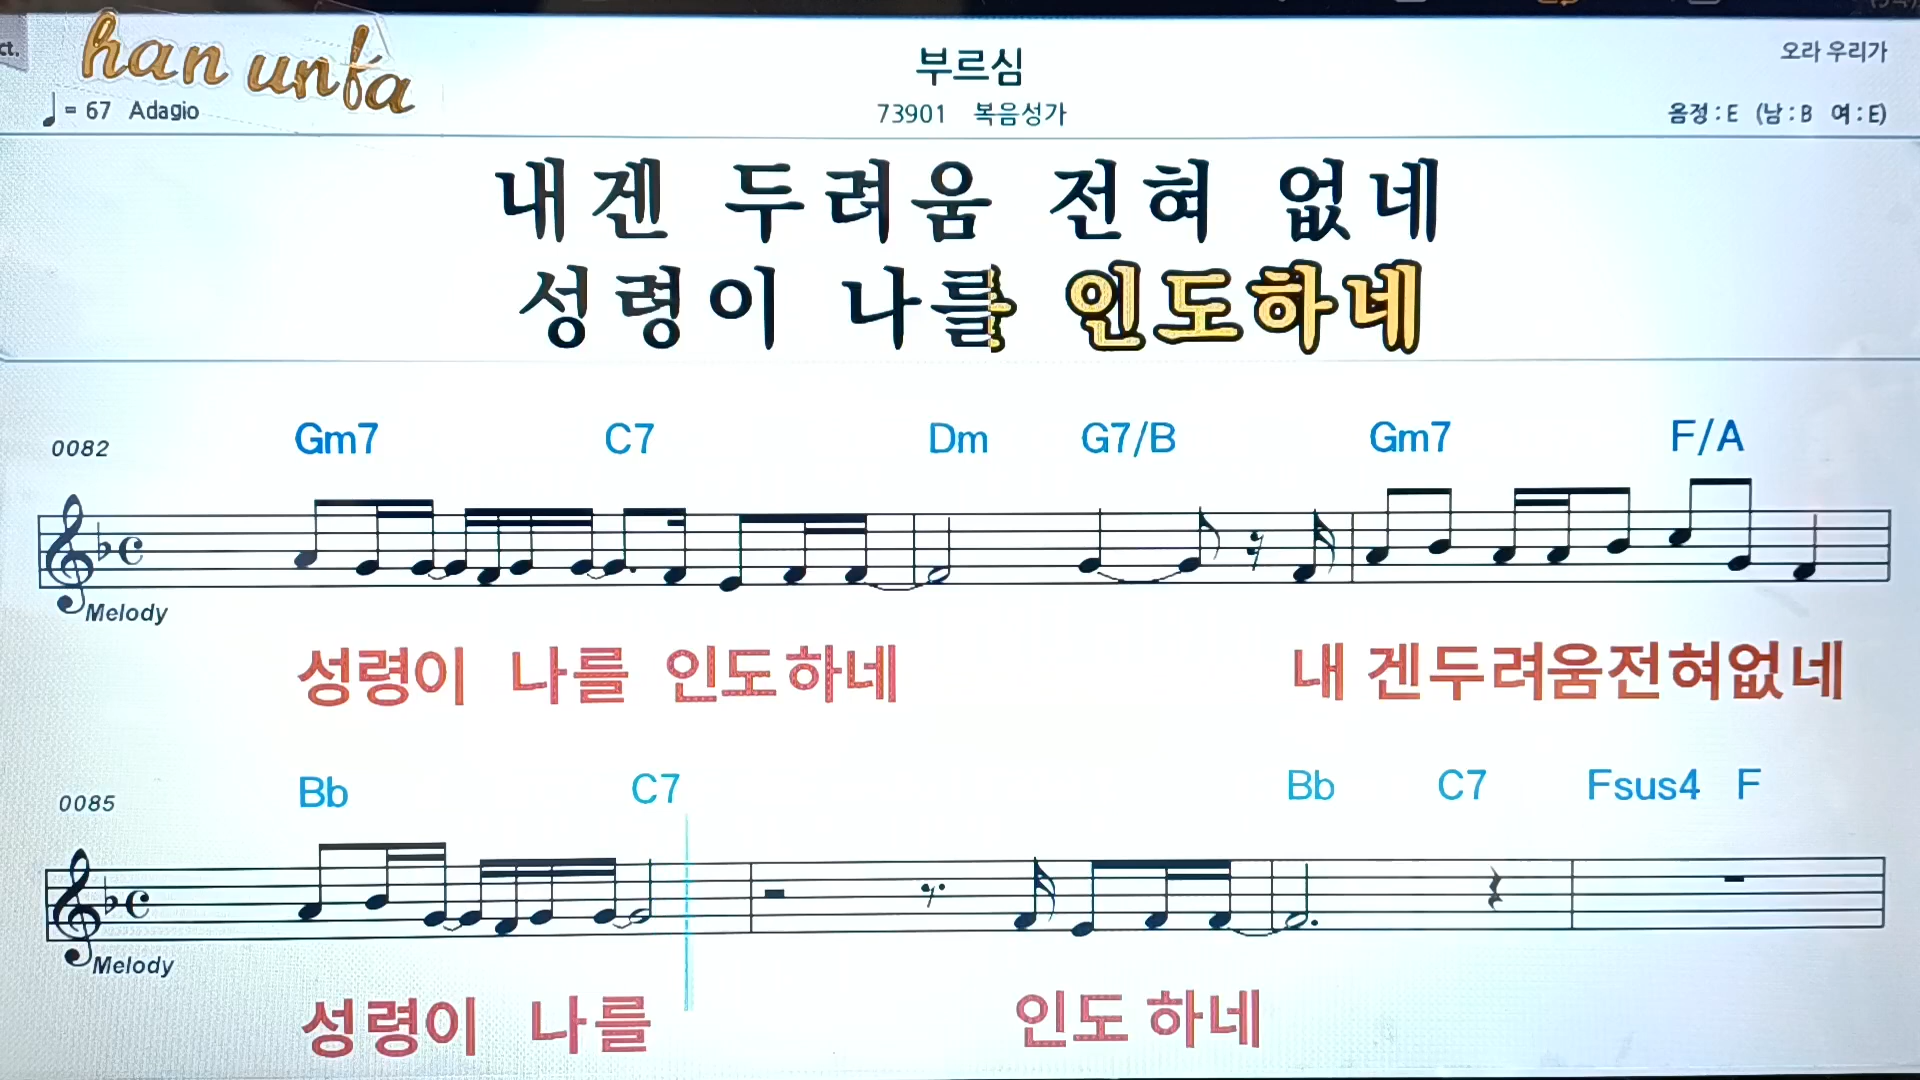 ct.
han unfa
부르심
오라 우리가
= 67 Adagio
73901 복음성가
음정 : E (남 : B 여 : E)
내겐 두려움 전혀 없네
성령이 나를 인도하네
0082 Gm7 C7 Dm G7/B Gm7 F/A
Melody
성령이 나를 인도하네 내 겐두려움전혀없네
0085 Bb C7 Bb C7 Fsus4 F
Melody
성령이 나를 인도 하네